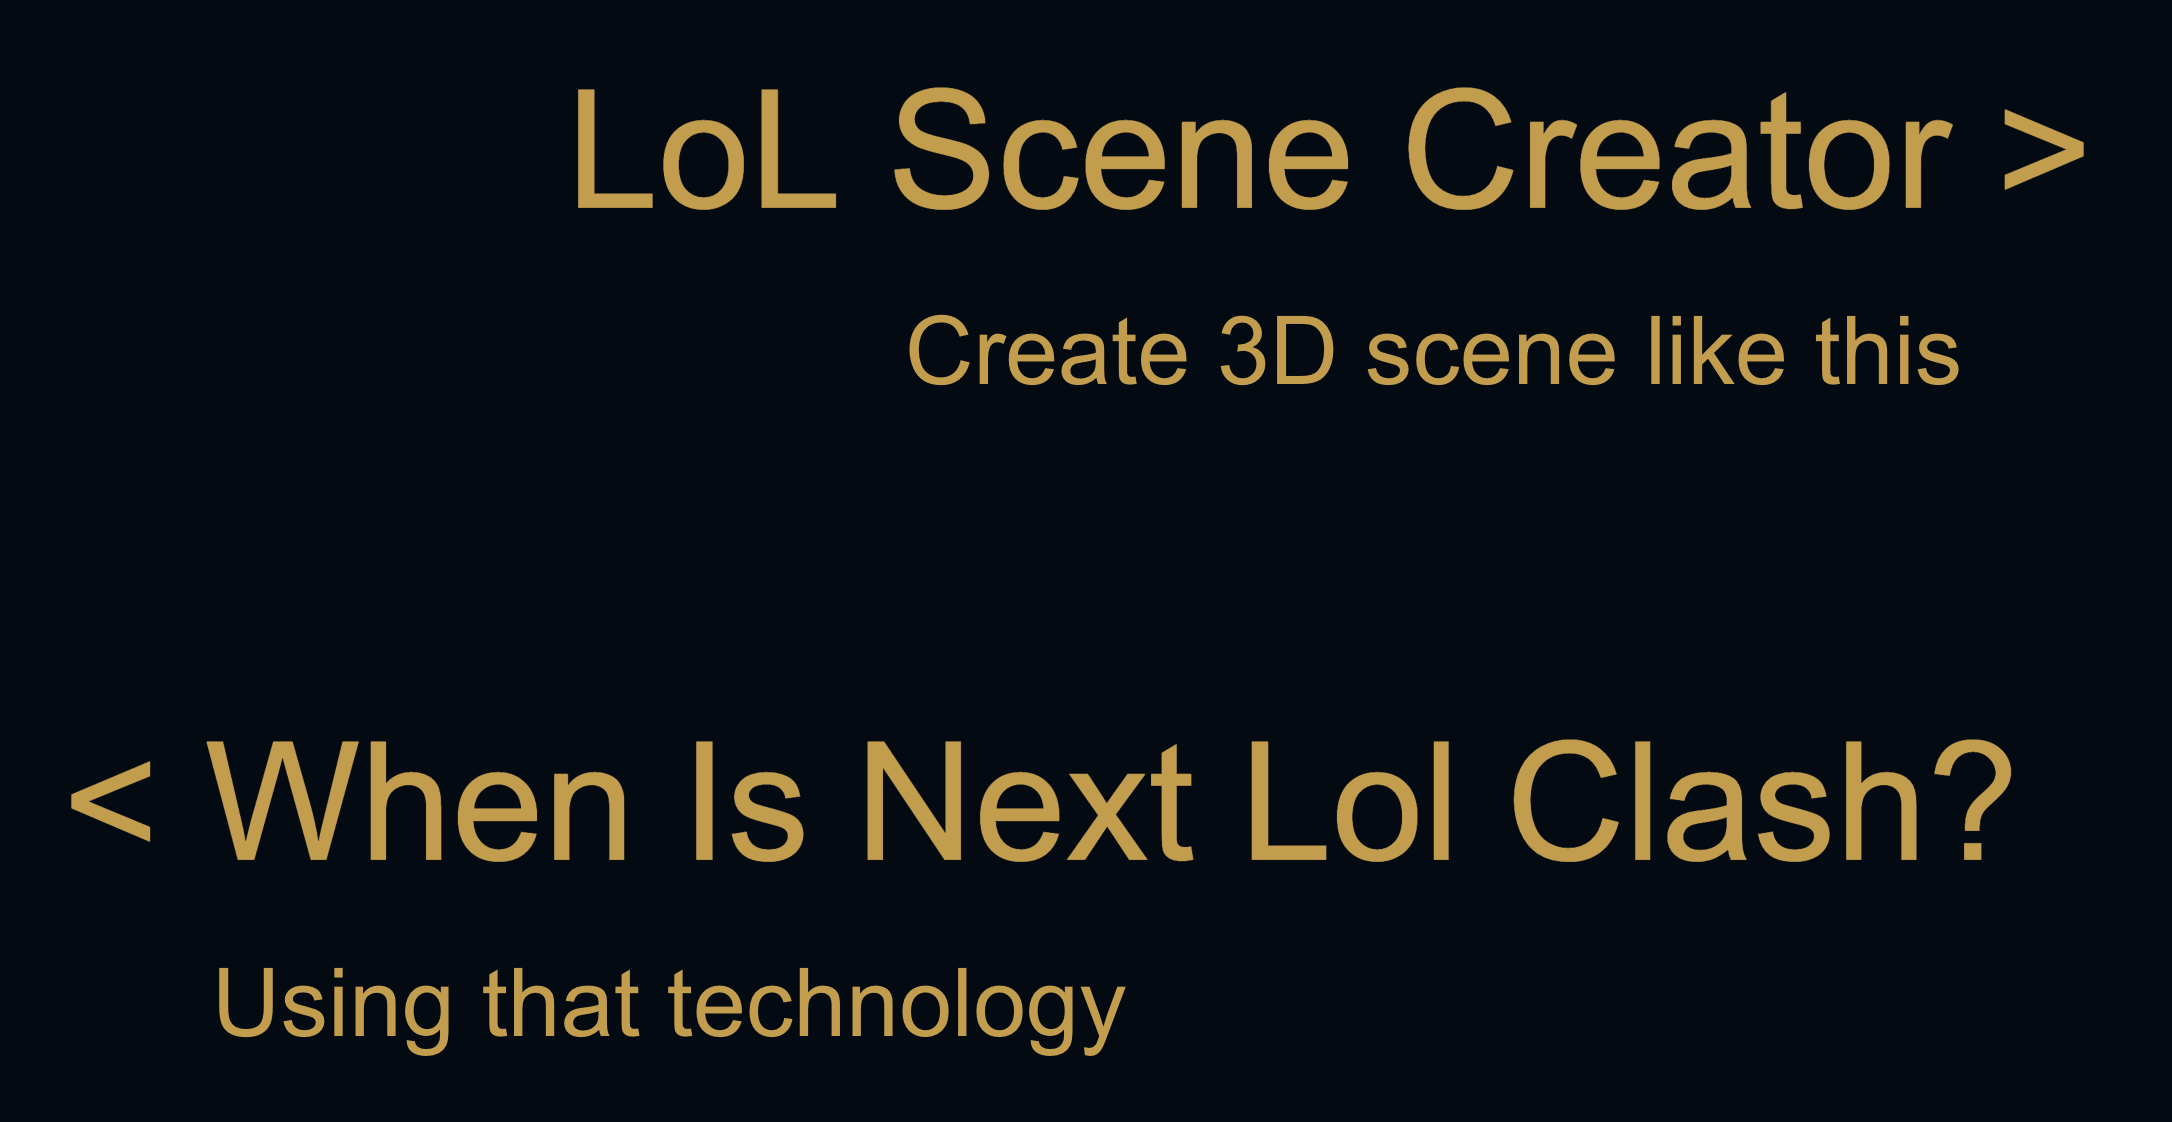 LoL Scene Creator >
Create 3D scene like this
< When Is Next Lol Clash?
Using that technology